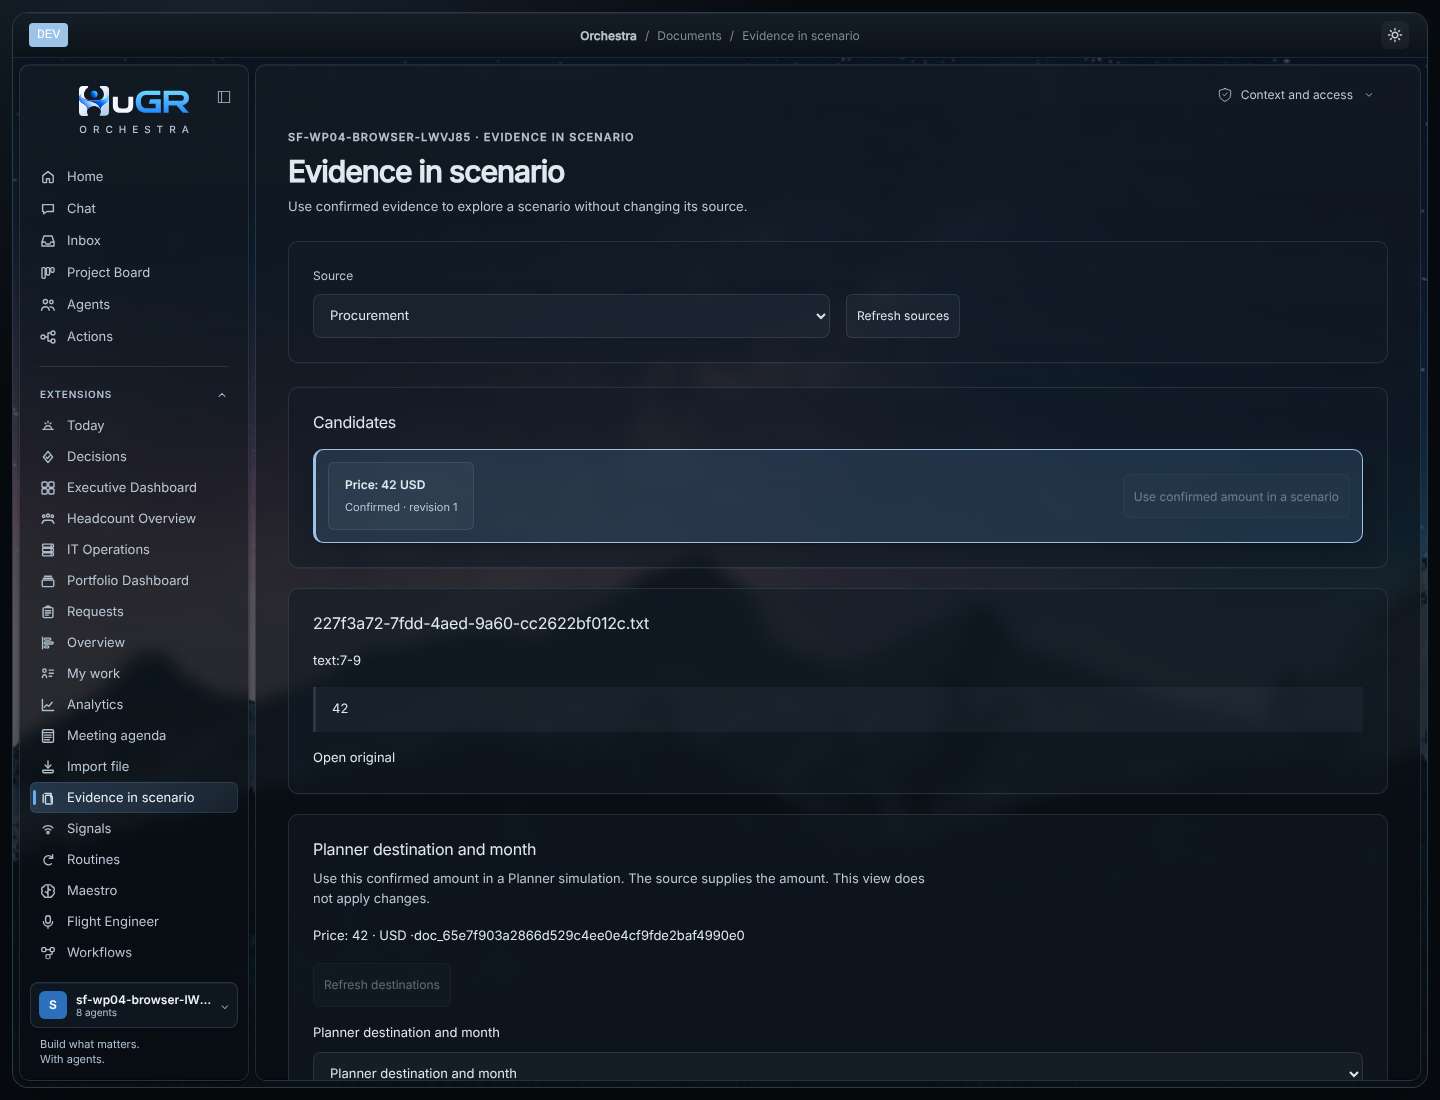 DEV
Orchestra / Documents / Evidence in scenario
HuGR
ORCHESTRA
Home
Chat
Inbox
Project Board
Agents
Actions
EXTENSIONS
Today
Decisions
Executive Dashboard
Headcount Overview
IT Operations
Portfolio Dashboard
Requests
Overview
My work
Analytics
Meeting agenda
Import file
Evidence in scenario
Signals
Routines
Maestro
Flight Engineer
Workflows
S
sf-wp04-browser-lW...
8 agents
Build what matters.
With agents.
Context and access
SF-WP04-BROWSER-LWVJ85 · EVIDENCE IN SCENARIO
Evidence in scenario
Use confirmed evidence to explore a scenario without changing its source.
Source
Procurement
Refresh sources
Candidates
Price: 42 USD
Confirmed · revision 1
Use confirmed amount in a scenario
227f3a72-7fdd-4aed-9a60-cc2622bf012c.txt
text:7-9
42
Open original
Planner destination and month
Use this confirmed amount in a Planner simulation. The source supplies the amount. This view does
not apply changes.
Price: 42 · USD ·doc_65e7f903a2866d529c4ee0e4cf9fde2baf4990e0
Refresh destinations
Planner destination and month
Planner destination and month